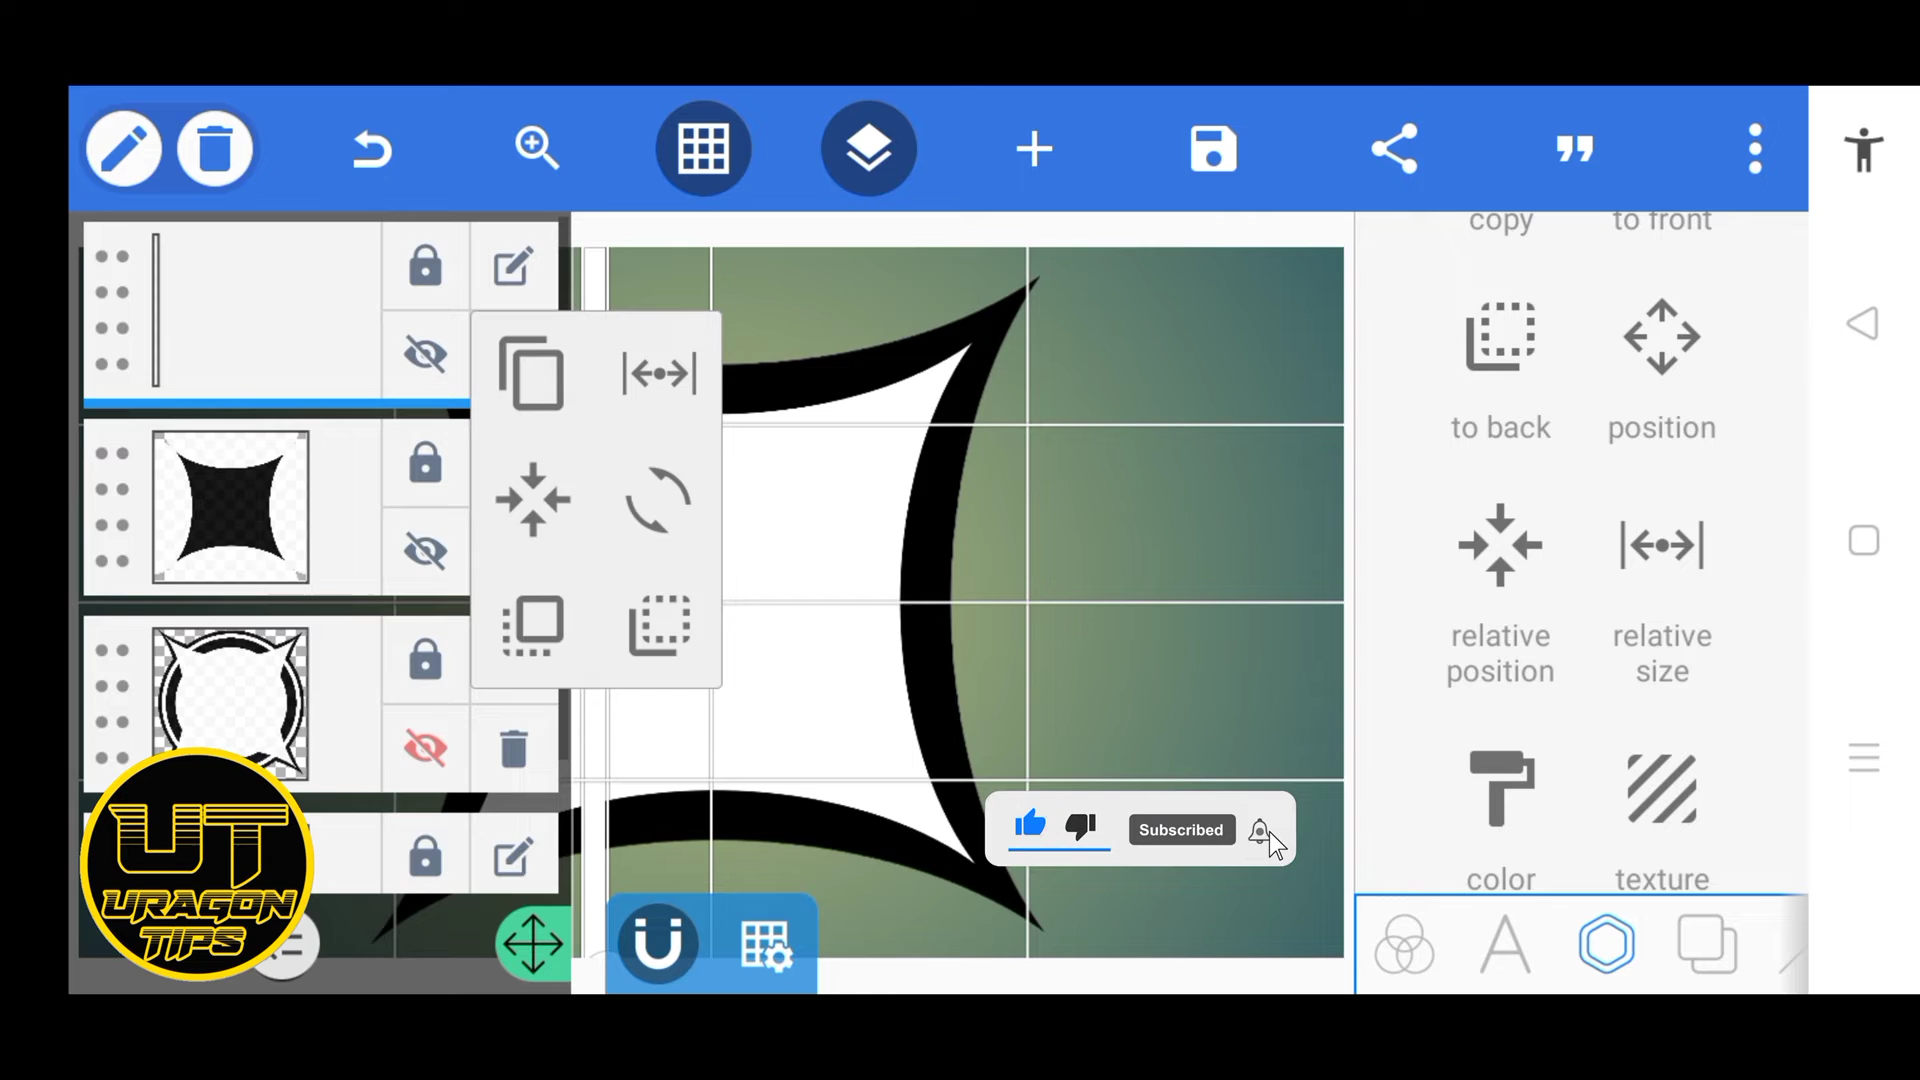 copy
to front
to back
position
relative
position
relative
size
color
texture
Subscribed
UT
URAGON
TIPS